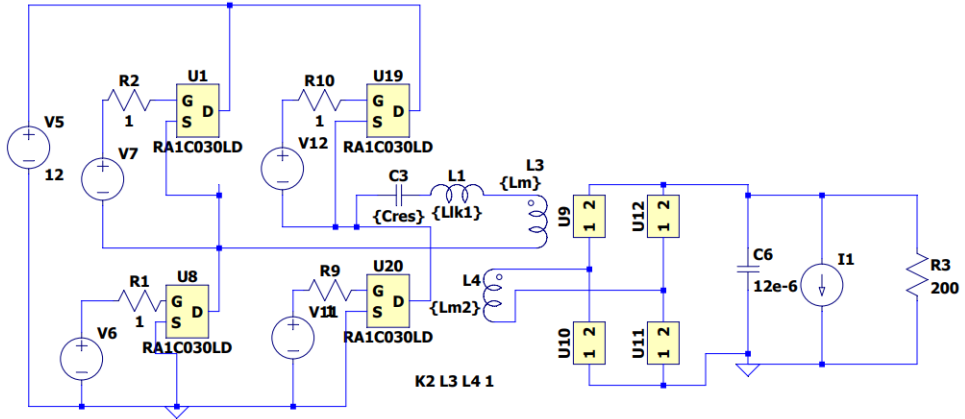 U1
U19
R2
R10
G
D
S
G
D
S
1
1
V5
RA1C030LD
RA1C030LD
V7
V12
12
C3
L1
L3
{Lm}
{Cres}
{Llk1}
U9
1 2
U12
1 2
R1
U8
R9
U20
G
D
S
G
D
S
1
1
V6
V11
RA1C030LD
RA1C030LD
L4
{Lm2}
C6
12e-6
I1
R3
200
U10
1 2
U11
1 2
K2 L3 L4 1